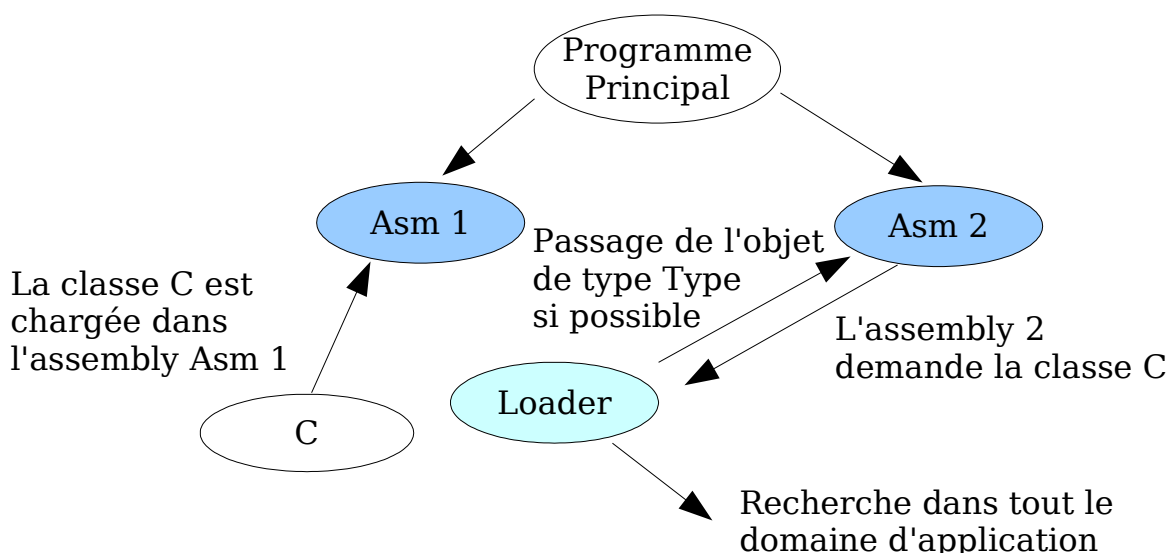 Programme
Principal
Asm 1
Asm 2
Passage de l'objet
de type Type
si possible
La classe C est
chargée dans
l'assembly Asm 1
L'assembly 2
demande la classe C
Loader
C
Recherche dans tout le
domaine d'application